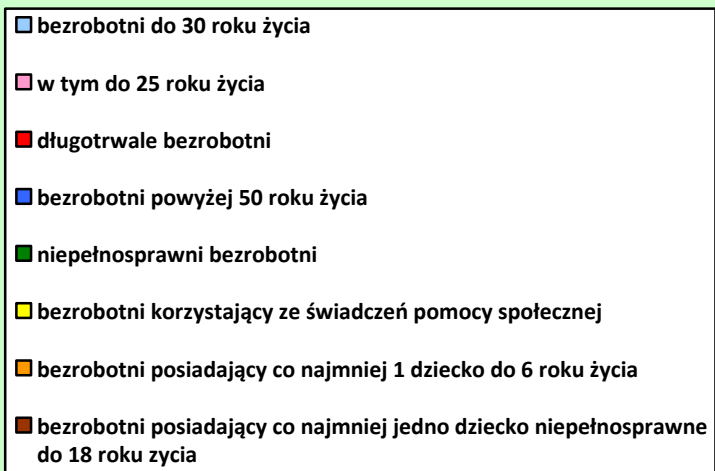 bezrobotni do 30 roku życia
w tym do 25 roku życia
długotrwale bezrobotni
bezrobotni powyżej 50 roku życia
niepełnosprawni bezrobotni
bezrobotni korzystający ze świadczeń pomocy społecznej
bezrobotni posiadający co najmniej 1 dziecko do 6 roku życia
bezrobotni posiadający co najmniej jedno dziecko niepełnosprawne
do 18 roku zycia